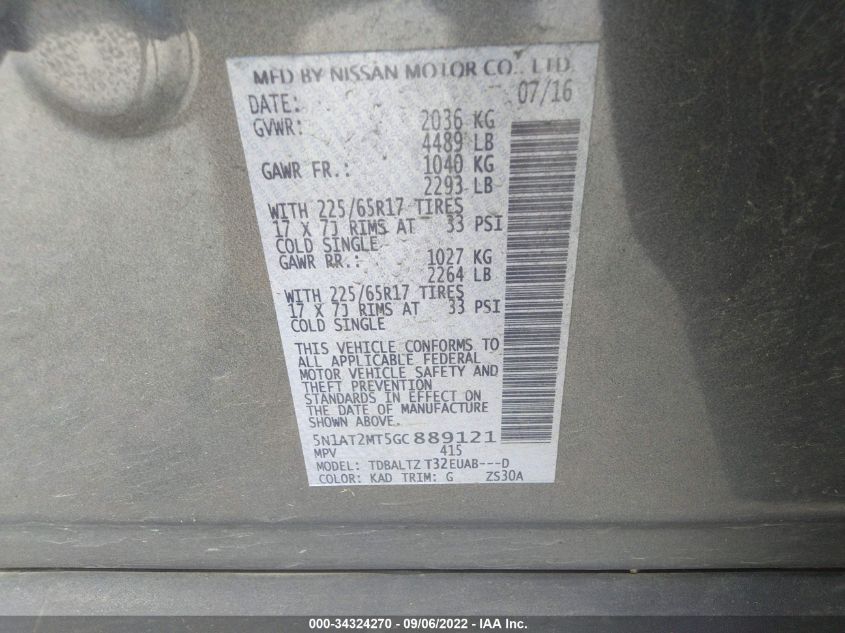 MFD BY NISSAN MOTOR CO., LTD.
DATE: 07/16
GVWR: 2036 KG
4489 LB
GAWR FR.: 1040 KG
2293 LB
WITH 225/65R17 TIRES
17 X 7J RIMS AT 33 PSI
COLD SINGLE
GAWR RR.: 1027 KG
2264 LB
WITH 225/65R17 TIRES
17 X 7J RIMS AT 33 PSI
COLD SINGLE
THIS VEHICLE CONFORMS TO
ALL APPLICABLE FEDERAL
MOTOR VEHICLE SAFETY AND
THEFT PREVENTION
STANDARDS IN EFFECT ON
THE DATE OF MANUFACTURE
SHOWN ABOVE.
5N1AT2MT5GC889121
MPV 415
MODEL: TDBALTZ T32EUAB---D
COLOR: KAD TRIM: G ZS30A
000-34324270 - 09/06/2022 - IAA Inc.